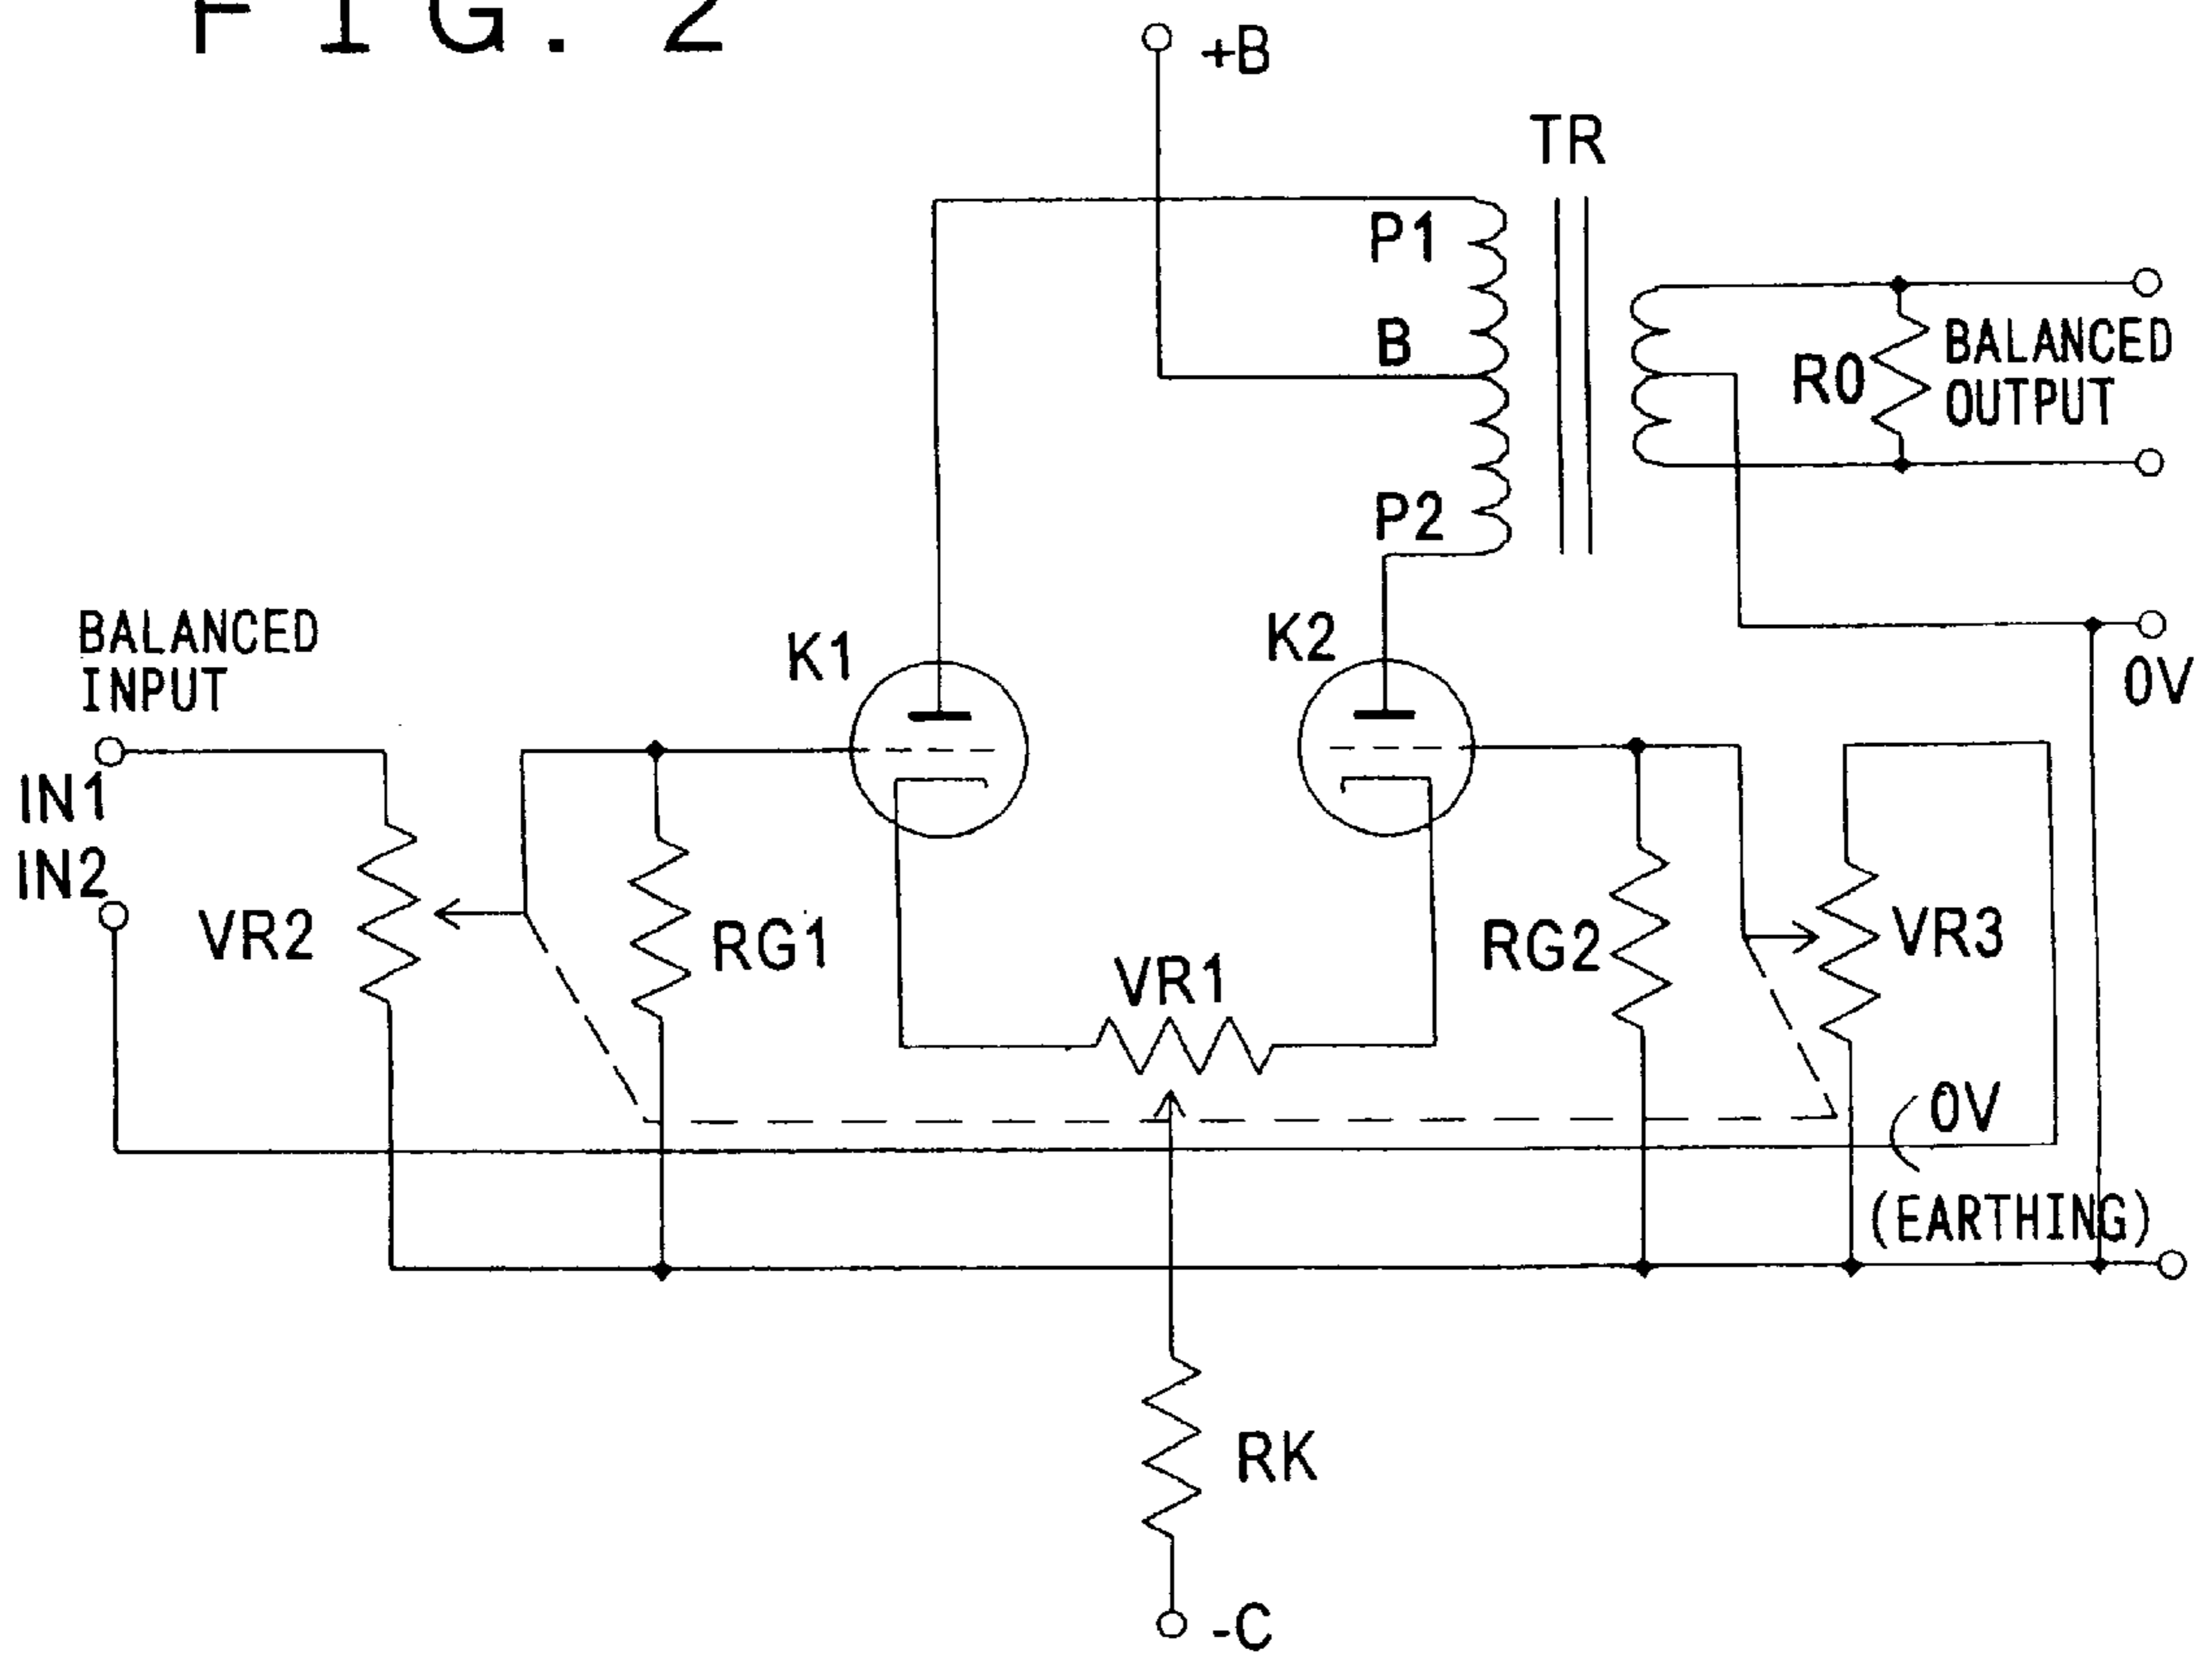 FIG. 2
+B
TR
P1
B
P2
R0
BALANCED
OUTPUT
K1
K2
BALANCED
INPUT
0V
IN1
IN2
VR2
RG1
VR1
RG2
VR3
0V
(EARTHING)
RK
-C